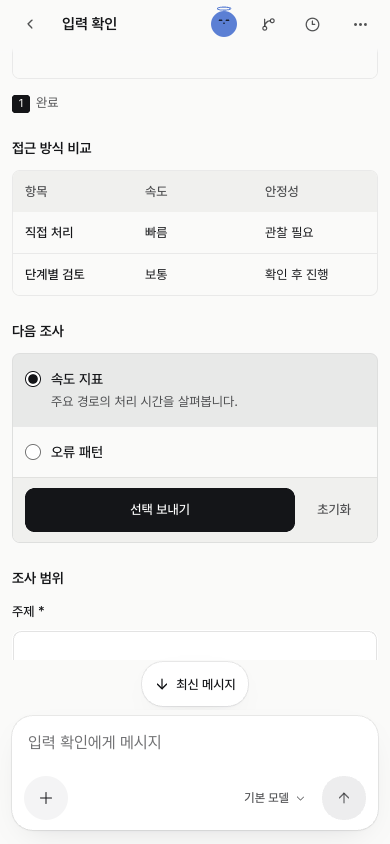 입력 확인
1 완료
접근 방식 비교
항목 속도 안정성
직접 처리 빠름 관찰 필요
단계별 검토 보통 확인 후 진행
다음 조사
속도 지표
주요 경로의 처리 시간을 살펴봅니다.
오류 패턴
선택 보내기 초기화
조사 범위
주제 *
최신 메시지
입력 확인에게 메시지
기본 모델